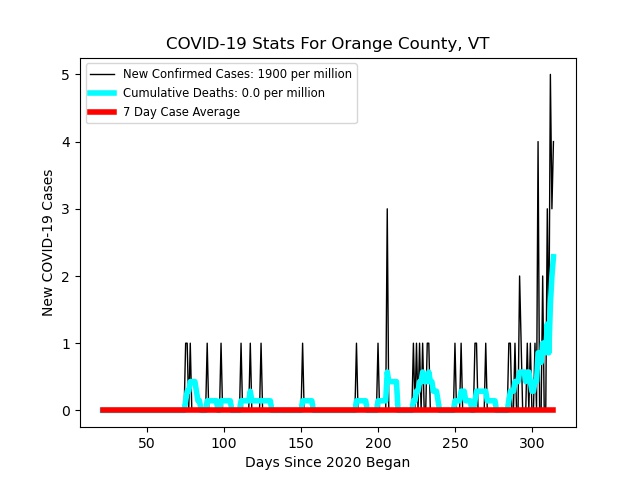 COVID-19 Stats For Orange County, VT
New Confirmed Cases: 1900 per million
Cumulative Deaths: 0.0 per million
7 Day Case Average
New COVID-19 Cases
5
4
3
2
1
0
50 100 150 200 250 300
Days Since 2020 Began